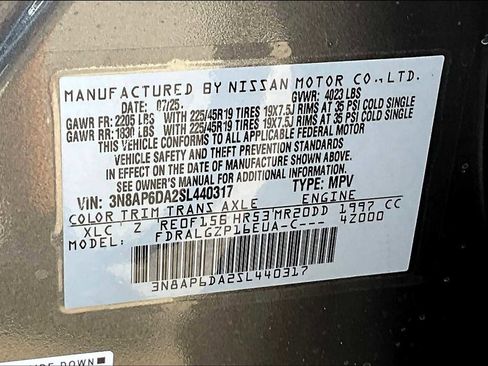 MANUFACTURED BY NISSAN MOTOR CO., LTD.
DATE: 07/25. GVWR: 4023 LBS
GAWR FR: 2205 LBS WITH 225/45R19 TIRES 19X7.5J RIMS AT 35 PSI COLD SINGLE
GAWR RR: 1830 LBS WITH 225/45R19 TIRES 19X7.5J RIMS AT 35 PSI COLD SINGLE
THIS VEHICLE CONFORMS TO ALL APPLICABLE FEDERAL MOTOR
VEHICLE SAFETY AND THEFT PREVENTION STANDARDS
IN EFFECT ON THE DATE OF MANUFACTURE SHOWN ABOVE.
SEE OWNER'S MANUAL FOR ADDITIONAL INFORMATION
VIN: 3N8AP6DA2SL440317 TYPE: MPV
COLOR TRIM TRANS AXLE ENGINE
XLC Z RE0F15B HR53 MR20DD 1997 CC
MODEL: FDRALGZP16EUA-C--- 4Z000
3N8AP6DA2SL440317
DOWN